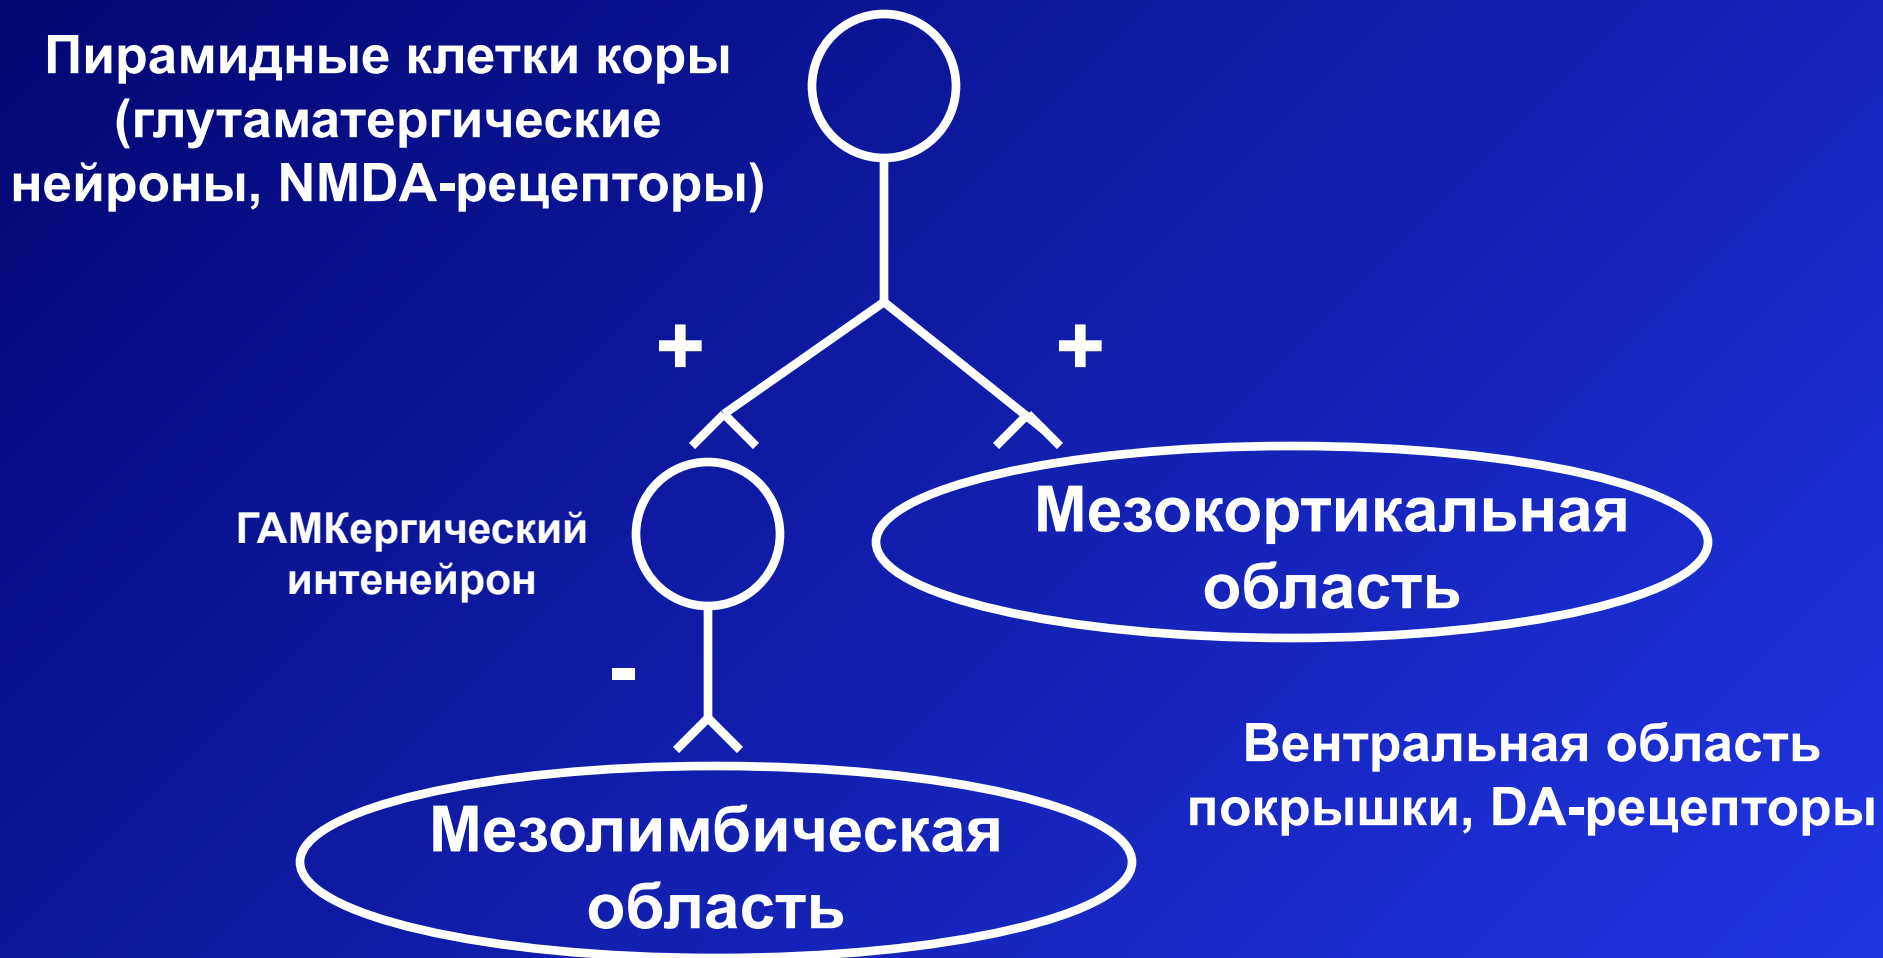 Пирамидные клетки коры
(глутаматергические
нейроны, NMDA-рецепторы)
+
+
ГАМКергический
интенейрон
Мезокортикальная
область
-
Вентральная область
покрышки, DA-рецепторы
Мезолимбическая
область